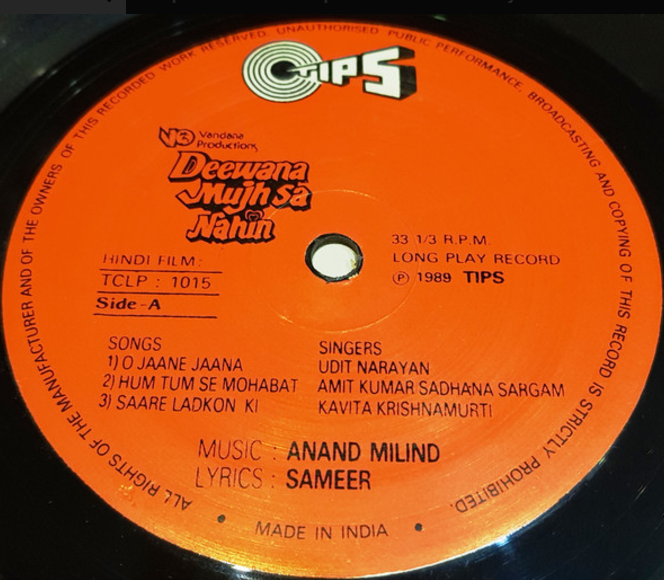 ALL RIGHTS OF THE MANUFACTURER AND OF THE OWNERS OF THIS RECORDED WORK RESERVED. UNAUTHORISED PUBLIC PERFORMANCE, BROADCASTING AND COPYING OF THIS RECORD IS STRICTLY PROHIBITED.
TIPS
V3 Vandana
Productions
Deewana
Mujh Sa
Nahin
33 1/3 R.P.M.
HINDI FILM: LONG PLAY RECORD
TCLP : 1015 Ⓟ 1989 TIPS
Side-A
SONGS SINGERS
1) O JAANE JAANA UDIT NARAYAN
2) HUM TUM SE MOHABAT AMIT KUMAR SADHANA SARGAM
3) SAARE LADKON KI KAVITA KRISHNAMURTI
MUSIC : ANAND MILIND
LYRICS : SAMEER
• MADE IN INDIA •